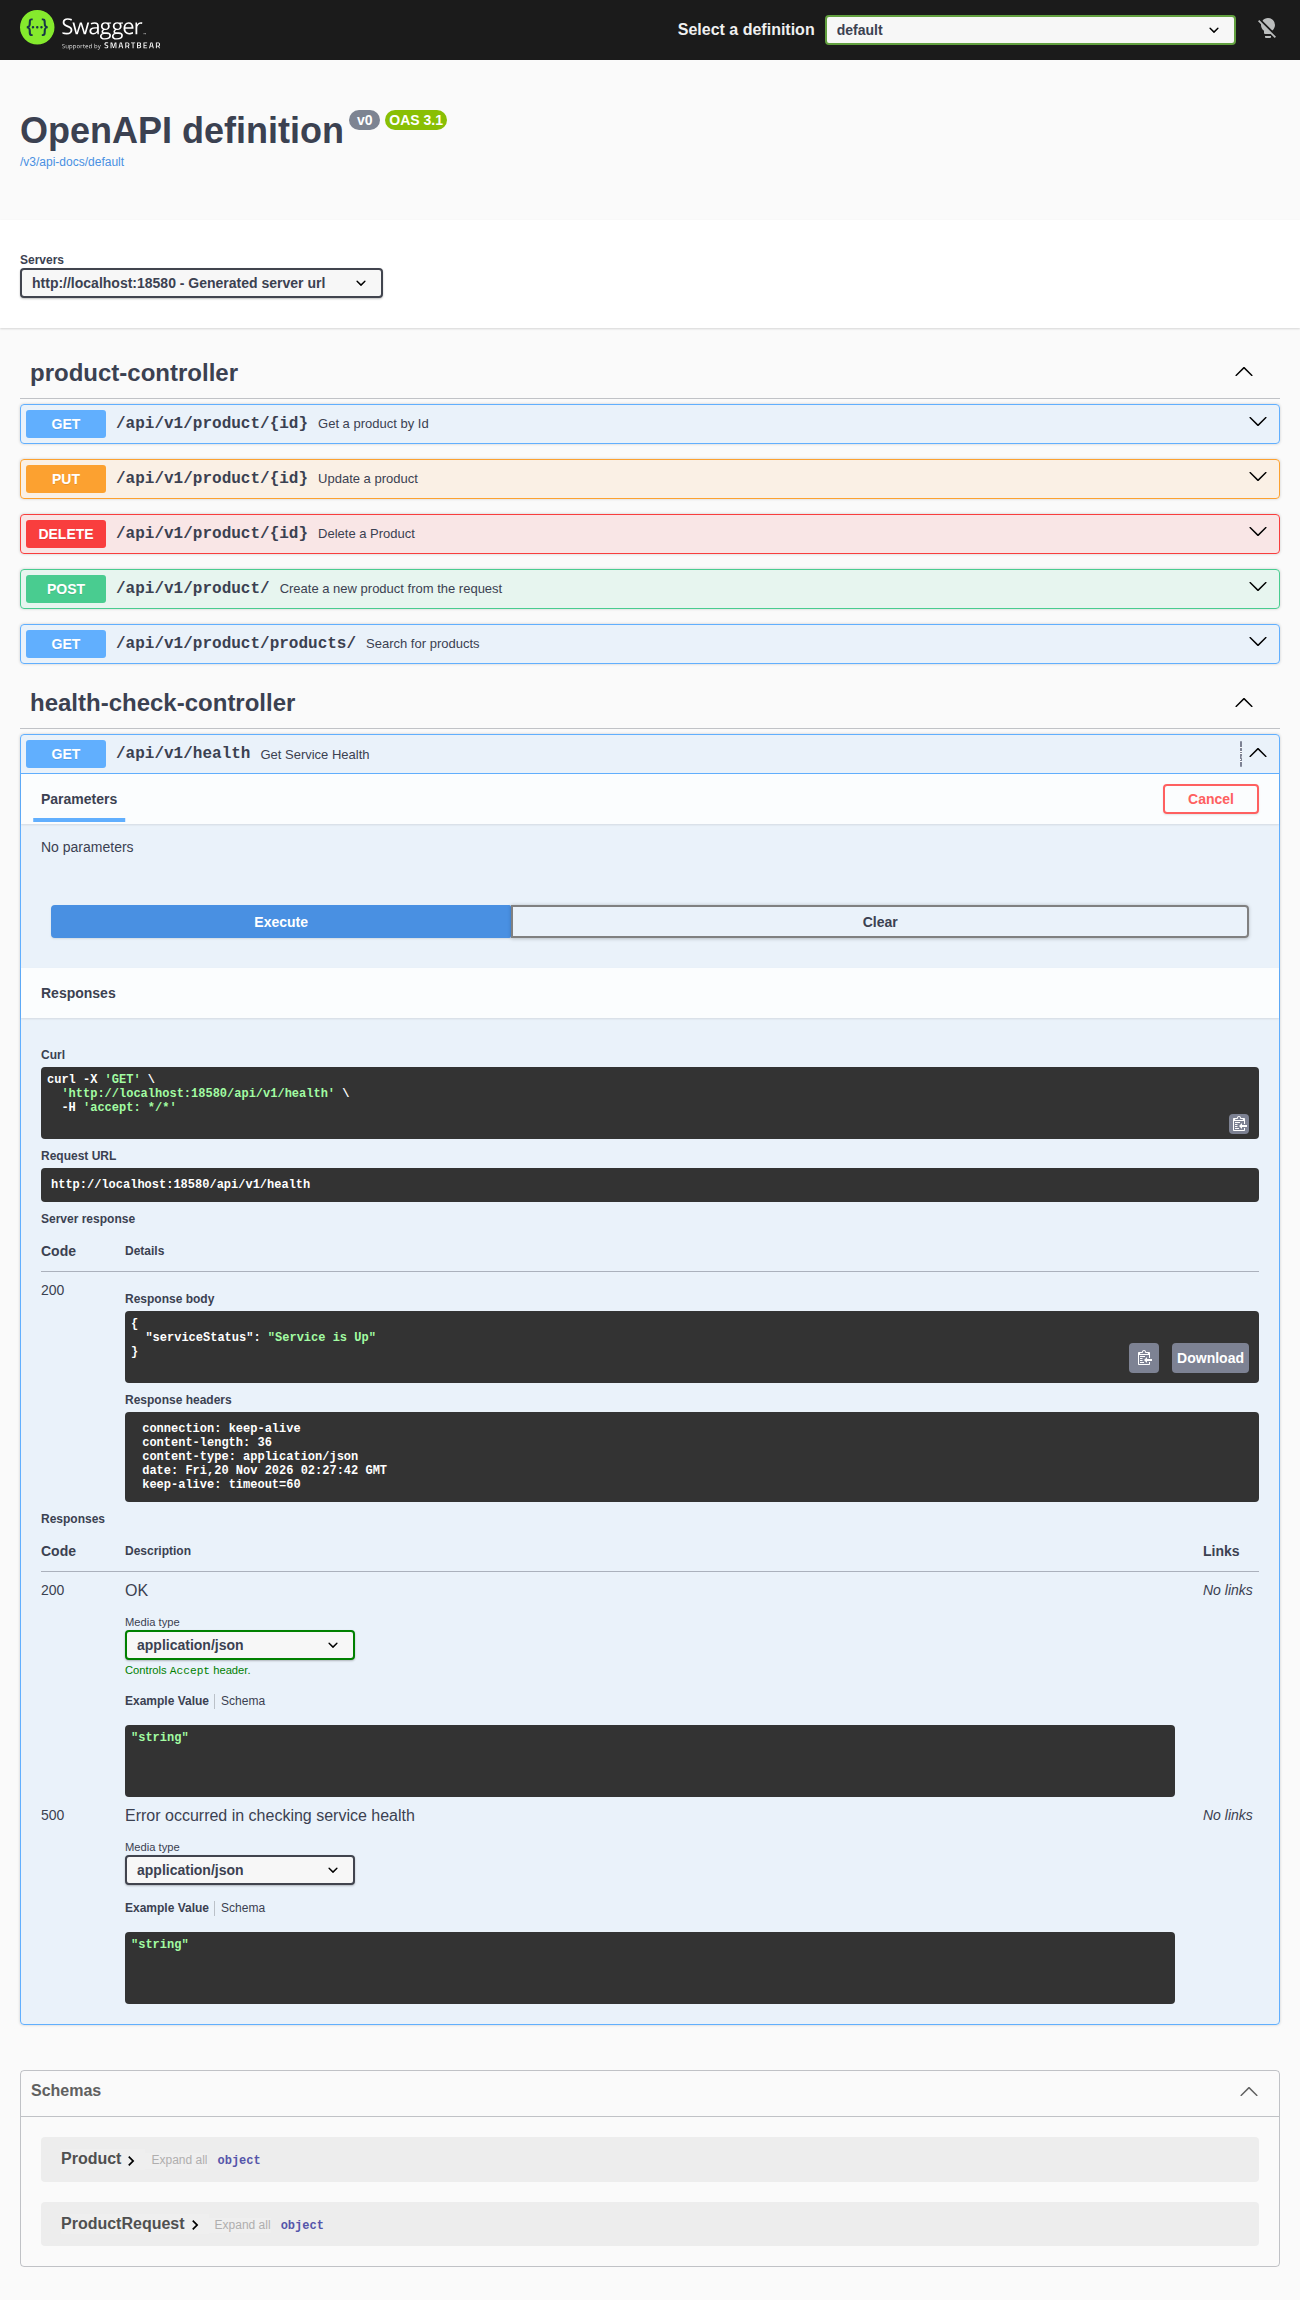 Swagger
Supported by SMARTBEAR
Select a definition
default
OpenAPI definition v0 OAS 3.1
/v3/api-docs/default
Servers
http://localhost:18580 - Generated server url
product-controller
GET /api/v1/product/{id} Get a product by Id
PUT /api/v1/product/{id} Update a product
DELETE /api/v1/product/{id} Delete a Product
POST /api/v1/product/ Create a new product from the request
GET /api/v1/product/products/ Search for products
health-check-controller
GET /api/v1/health Get Service Health
Parameters Cancel
No parameters
Execute Clear
Responses
Curl
curl -X 'GET' \
'http://localhost:18580/api/v1/health' \
-H 'accept: */*'
Request URL
http://localhost:18580/api/v1/health
Server response
Code Details
200
Response body
{
"serviceStatus": "Service is Up"
}
Download
Response headers
connection: keep-alive
content-length: 36
content-type: application/json
date: Fri,20 Nov 2026 02:27:42 GMT
keep-alive: timeout=60
Responses
Code Description Links
200 OK No links
Media type
application/json
Controls Accept header.
Example Value Schema
"string"
500 Error occurred in checking service health No links
Media type
application/json
Example Value Schema
"string"
Schemas
Product Expand all object
ProductRequest Expand all object